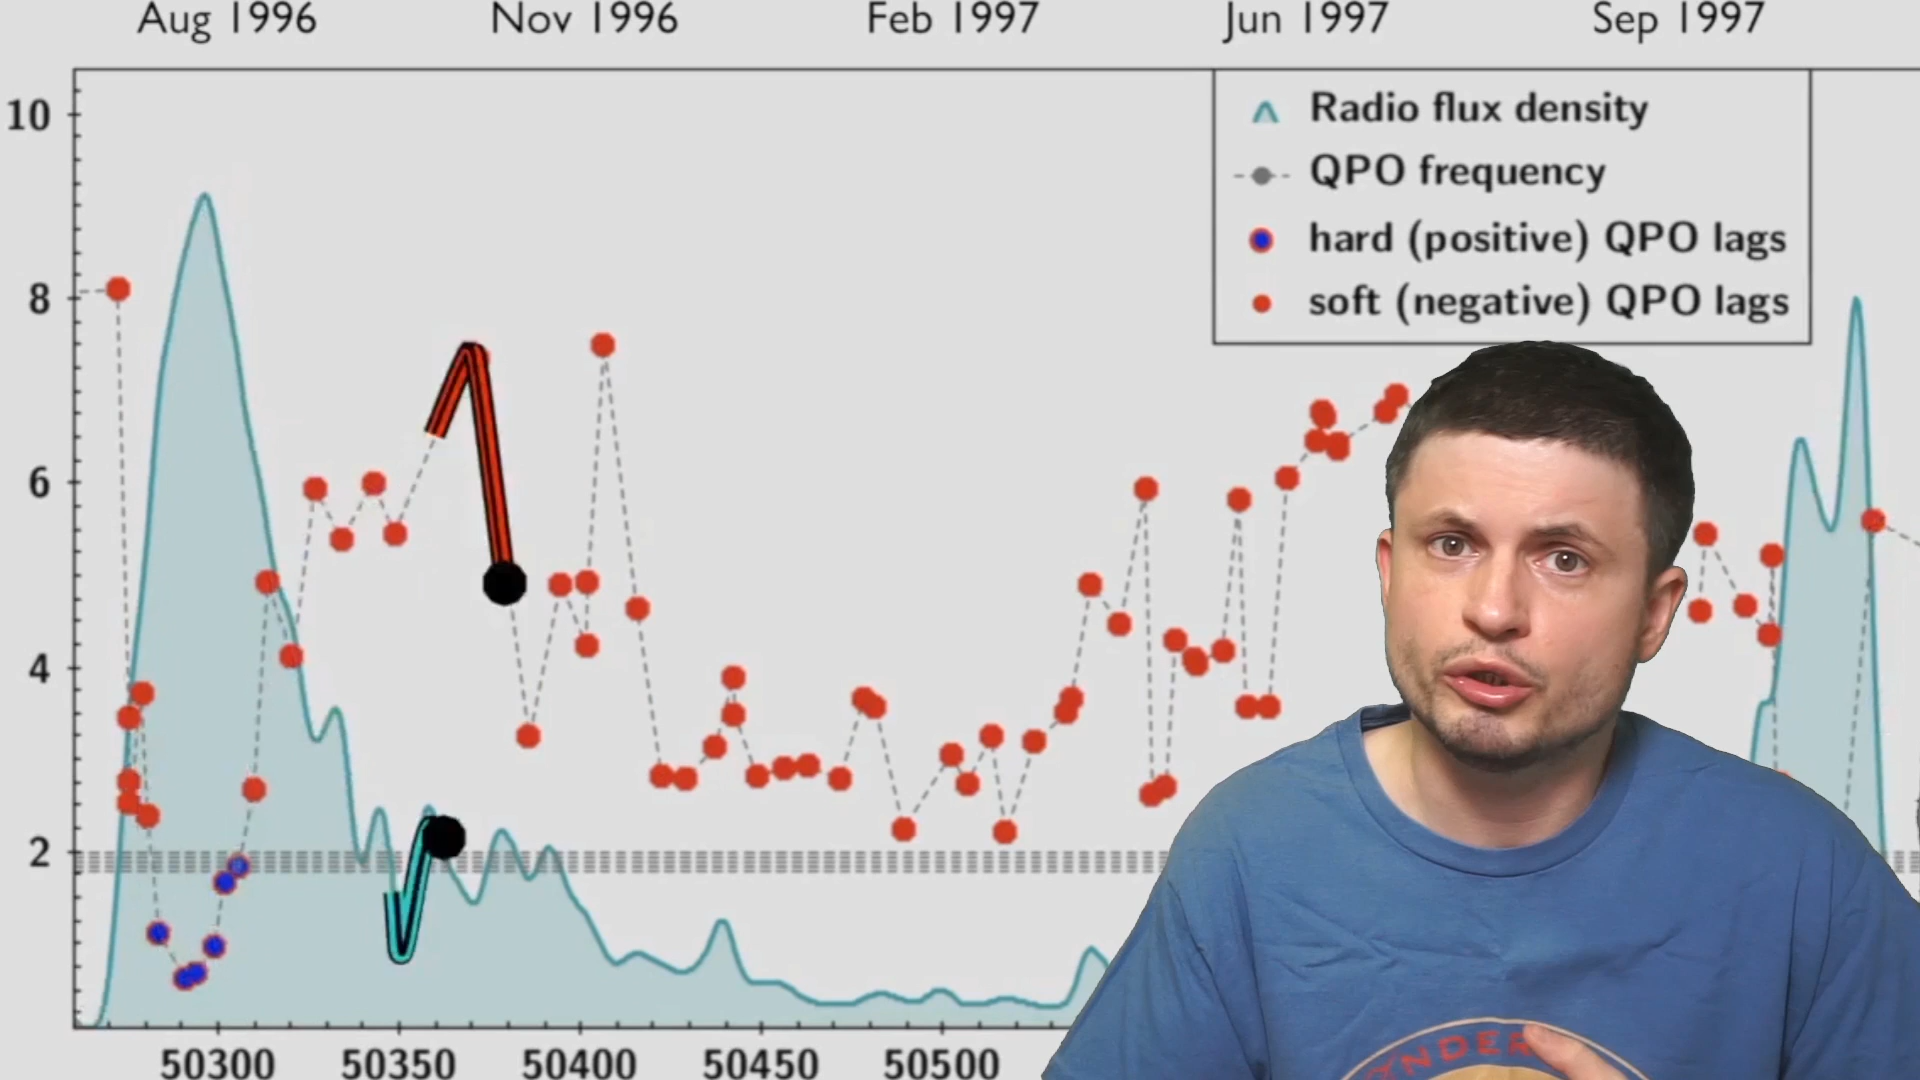 Aug 1996 Nov 1996 Feb 1997 Jun 1997 Sep 1997
10
8
6
4
2
Radio flux density
QPO frequency
hard (positive) QPO lags
soft (negative) QPO lags
50300 50350 50400 50450 50500